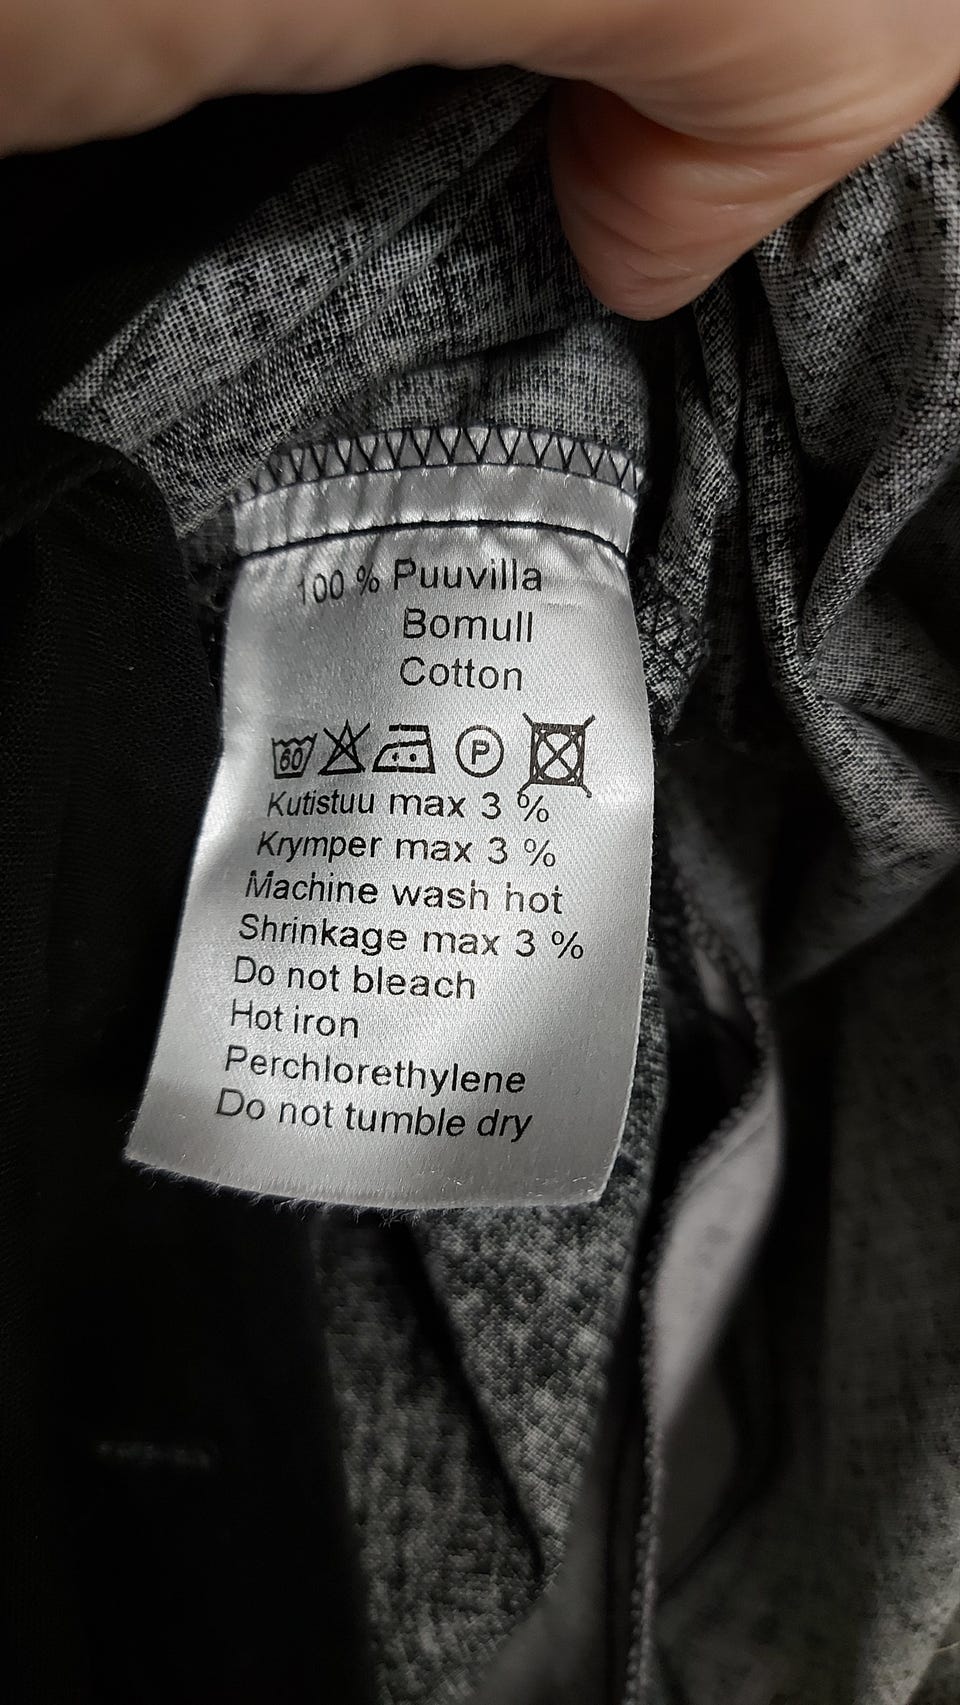 100 % Puuvilla
Bomull
Cotton
60 P
Kutistuu max 3 %
Krymper max 3 %
Machine wash hot
Shrinkage max 3 %
Do not bleach
Hot iron
Perchlorethylene
Do not tumble dry